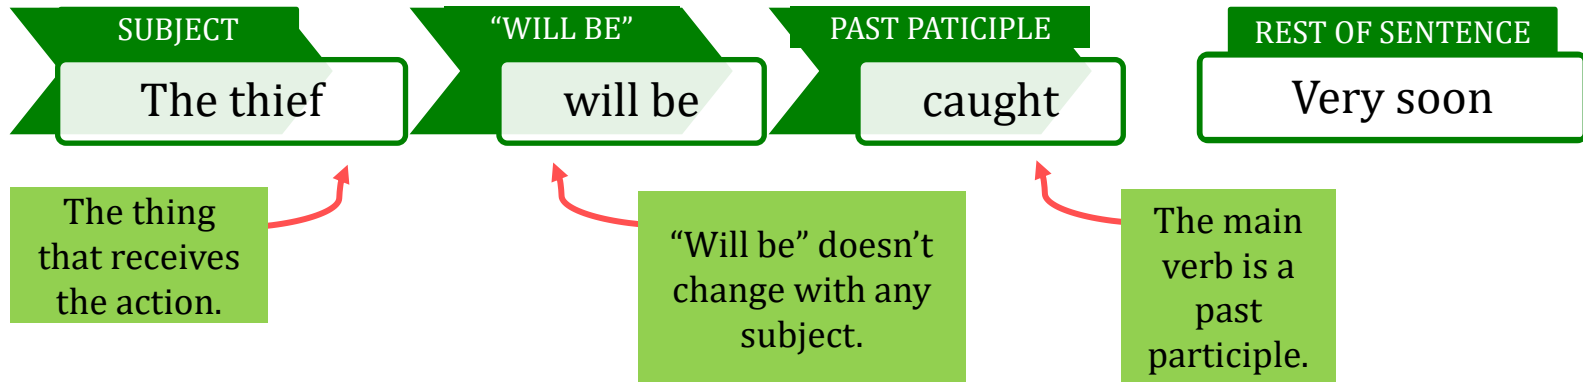 SUBJECT
The thief
“WILL BE”
will be
PAST PATICIPLE
caught
REST OF SENTENCE
Very soon
The thing
that receives
the action.
“Will be” doesn’t
change with any
subject.
The main
verb is a
past
participle.